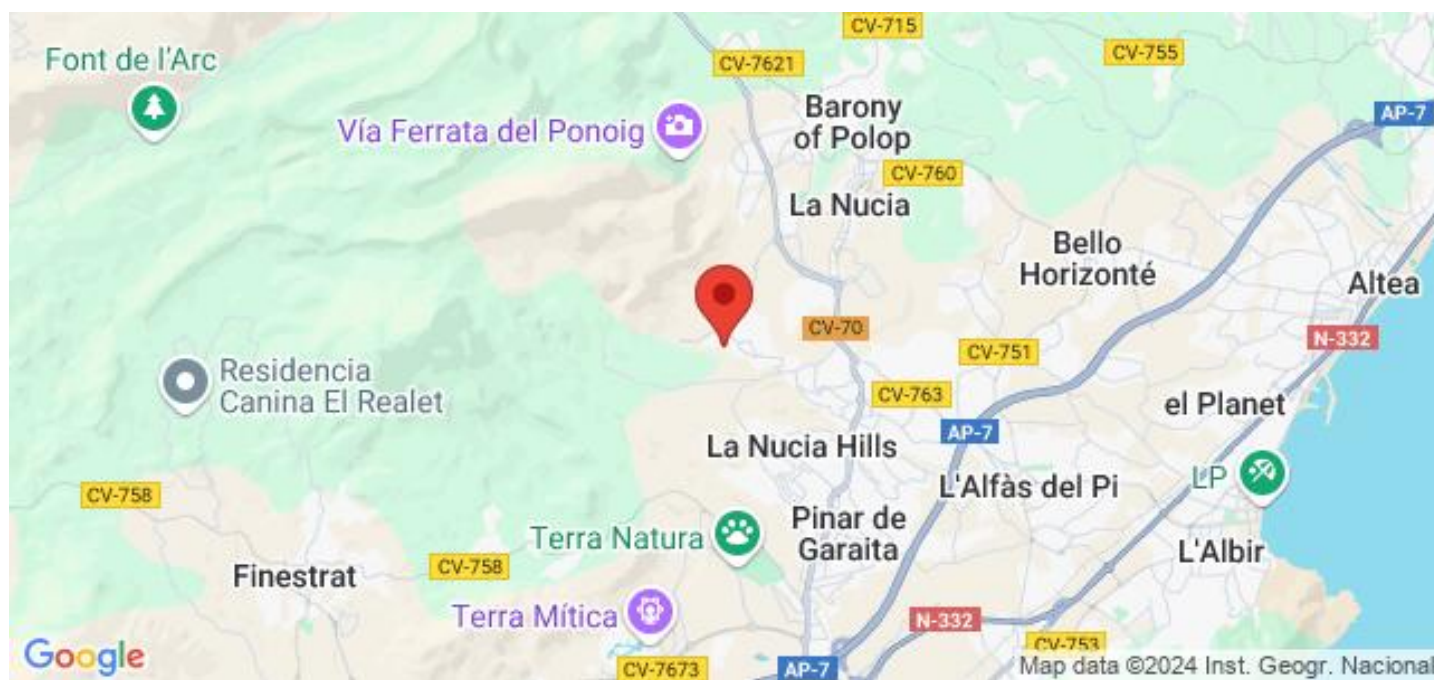 CV-715
Font de l'Arc
CV-7621
CV-755
Barony
of Polop
AP-7
Vía Ferrata del Ponoig
CV-760
La Nucia
Bello
Horizonté
Altea
CV-70
N-332
CV-751
Residencia
Canina El Realet
CV-763
el Planet
AP-7
La Nucia Hills
LP
L'Alfàs del Pi
CV-758
Pinar de
Garaita
Terra Natura
L'Albir
CV-758
Finestrat
Terra Mítica
N-332
CV-753
Google
CV-7673
AP-7
Map data ©2024 Inst. Geogr. Nacional